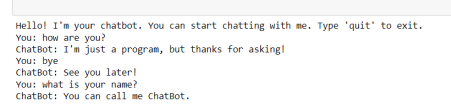 Hello! I'm your chatbot. You can start chatting with me. Type 'quit' to exit.
You: how are you?
ChatBot: I'm just a program, but thanks for asking!
You: bye
ChatBot: See you later!
You: what is your name?
ChatBot: You can call me ChatBot.